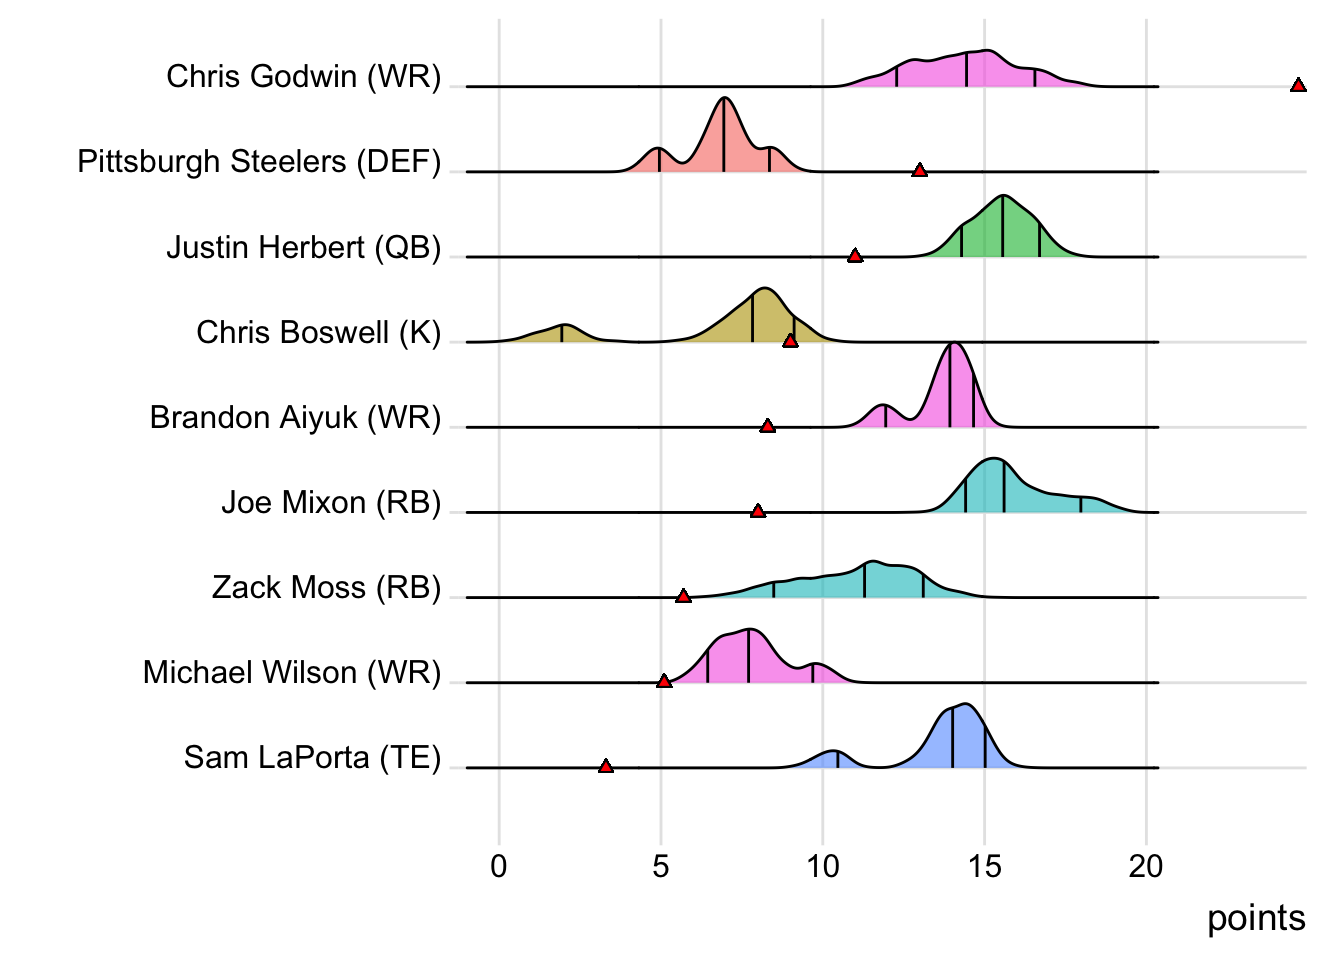 Chris Godwin (WR)
Pittsburgh Steelers (DEF)
Justin Herbert (QB)
Chris Boswell (K)
Brandon Aiyuk (WR)
Joe Mixon (RB)
Zack Moss (RB)
Michael Wilson (WR)
Sam LaPorta (TE)
0 5 10 15 20
points